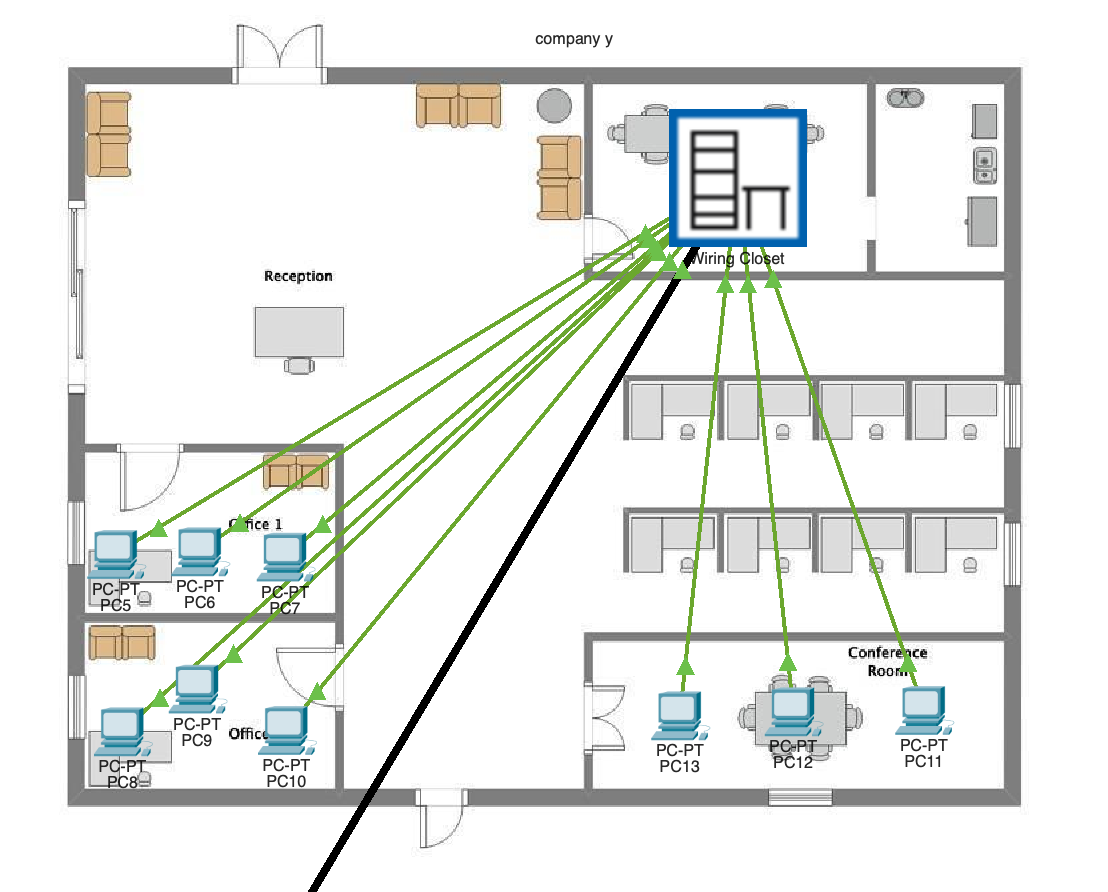 company y
Wiring Closet
Reception
Office 1
PC-PT
PC5
PC-PT
PC6
PC-PT
PC7
PC-PT
PC8
PC-PT
PC9
Office
PC-PT
PC10
Conference
Room
PC-PT
PC13
PC-PT
PC12
PC-PT
PC11